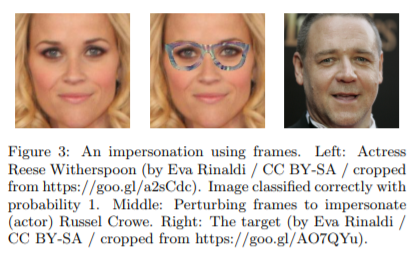 Figure 3: An impersonation using frames. Left: Actress
Reese Witherspoon (by Eva Rinaldi / CC BY-SA / cropped
from https://goo.gl/a2sCdc). Image classified correctly with
probability 1. Middle: Perturbing frames to impersonate
(actor) Russel Crowe. Right: The target (by Eva Rinaldi /
CC BY-SA / cropped from https://goo.gl/AO7QYu).